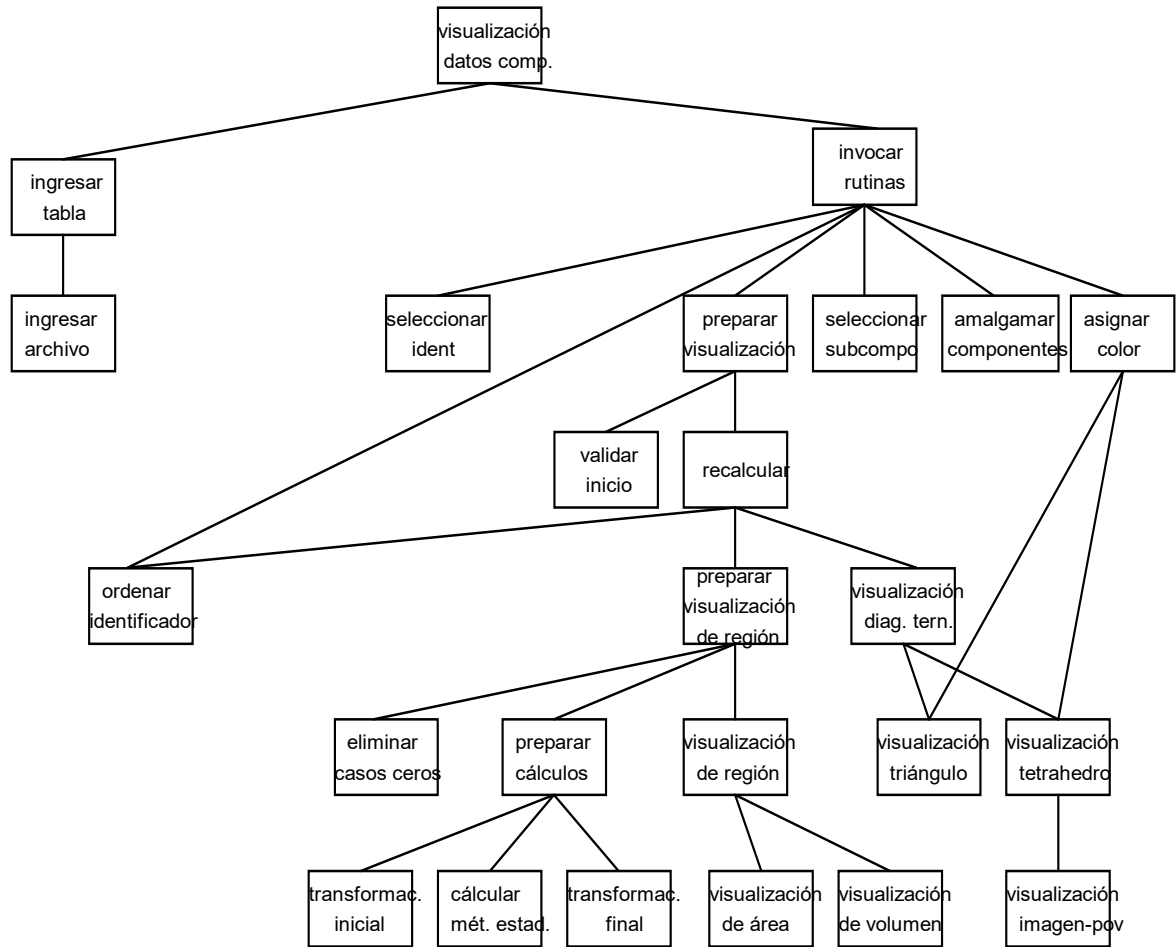 visualización
datos comp.
invocar
rutinas
ingresar
tabla
ingresar
archivo
seleccionar
ident
preparar
visualización
seleccionar
subcompo
amalgamar
componentes
asignar
color
validar
inicio
recalcular
ordenar
identificador
preparar
visualización
de región
visualización
diag. tern.
eliminar
casos ceros
preparar
cálculos
visualización
de región
visualización
triángulo
visualización
tetrahedro
transformac.
inicial
cálcular
mét. estad.
transformac.
final
visualización
de área
visualización
de volumen
visualización
imagen-pov